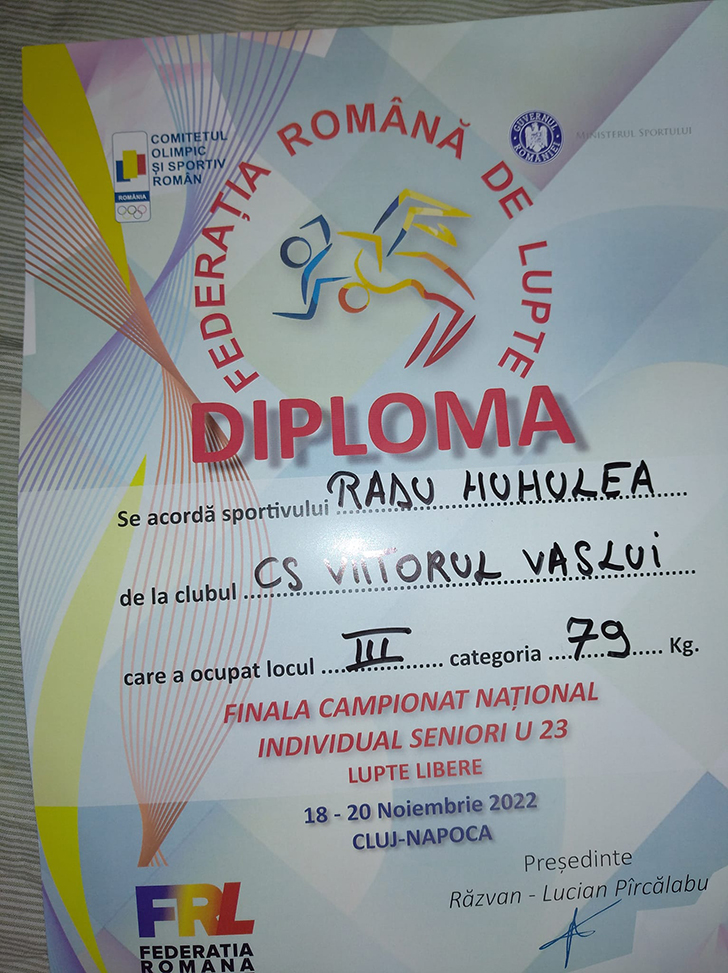 COMITETUL
OLIMPIC
ȘI SPORTIV
ROMÂN
ROMÂNIA
GUVERNUL ROMÂNIEI
MINISTERUL SPORTULUI
FEDERAȚIA ROMÂNĂ DE LUPTE
DIPLOMA
Se acordă sportivului RADU HUHULEA
de la clubul CS VIITORUL VASLUI
care a ocupat locul III categoria 79 Kg.
FINALA CAMPIONAT NAȚIONAL
INDIVIDUAL SENIORI U 23
LUPTE LIBERE
18 - 20 Noiembrie 2022
CLUJ-NAPOCA
Președinte
Răzvan - Lucian Pîrcălabu
FRL
FEDERAȚIA
ROMANA